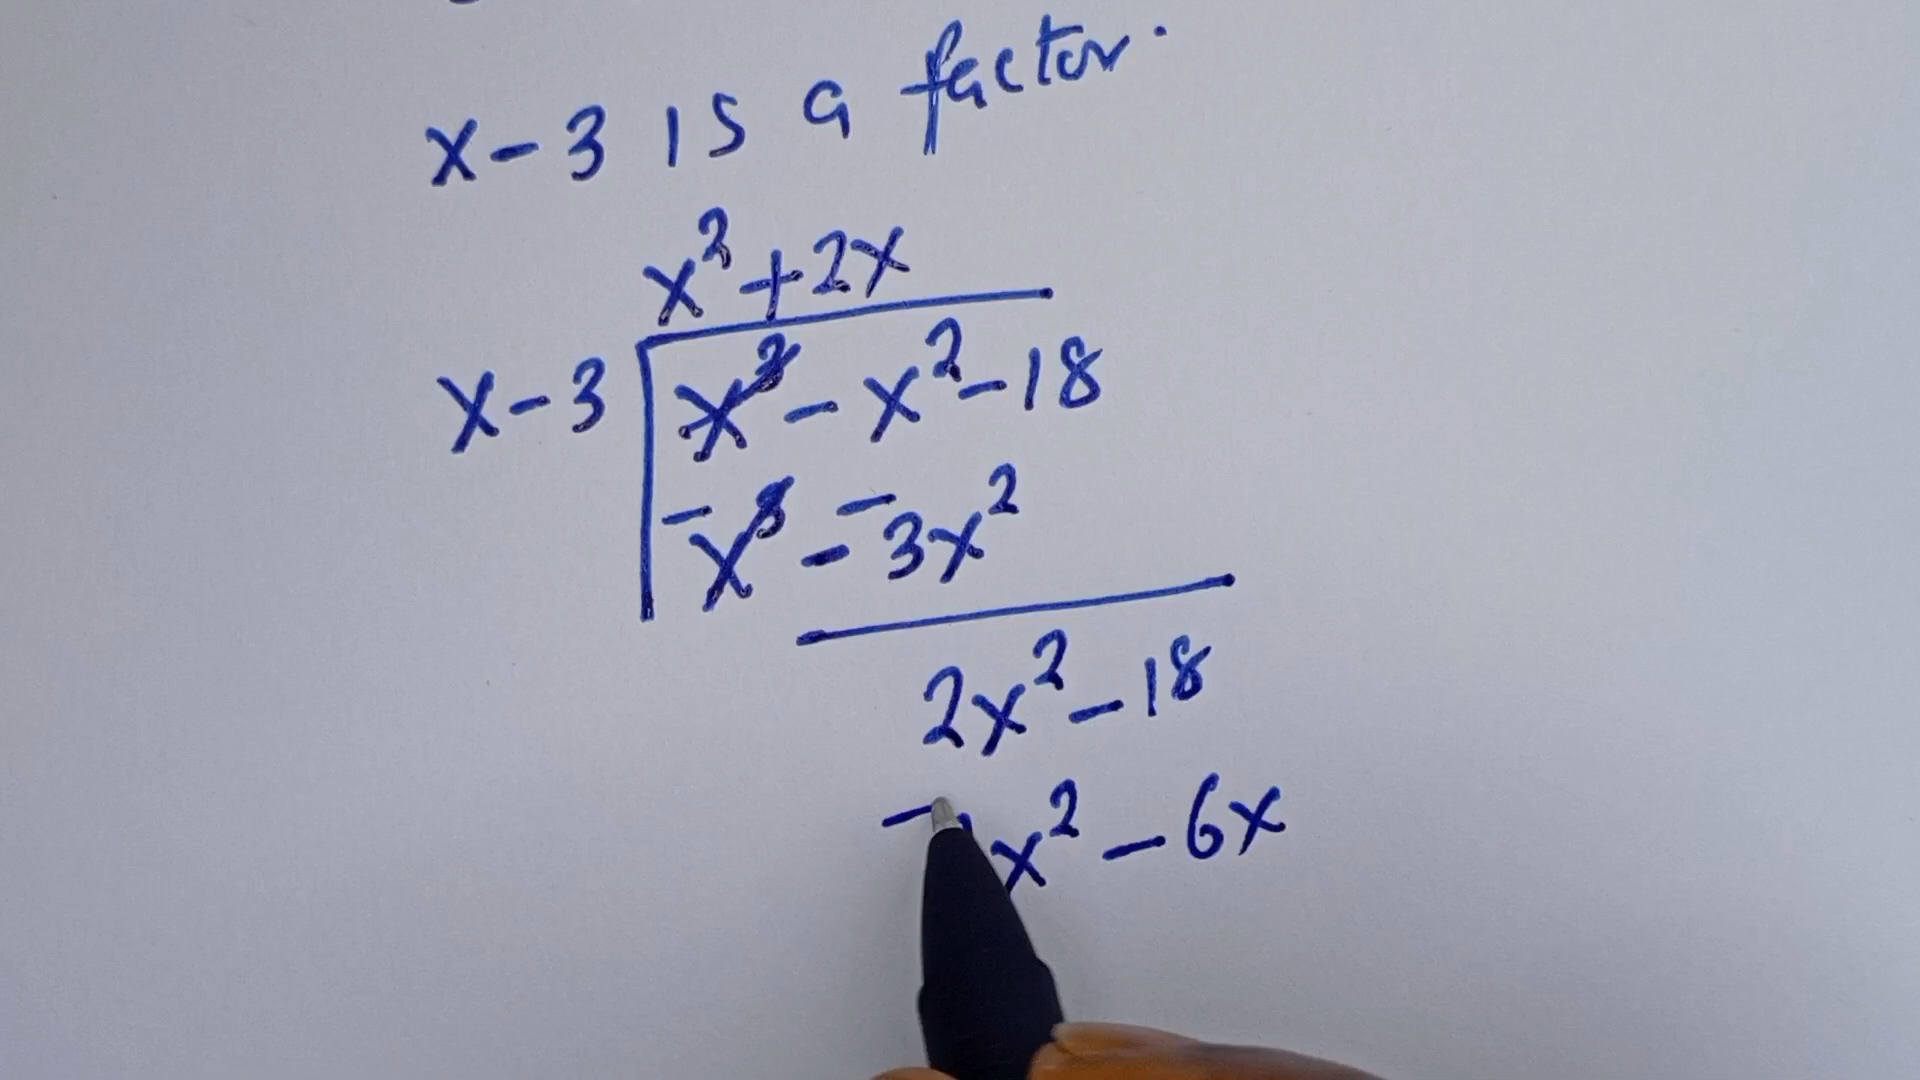 x - 3 IS a factor.
x² + 2x
x - 3 x³ - x² - 18
- x³ - - 3x²
2x² - 18
- x² - 6x